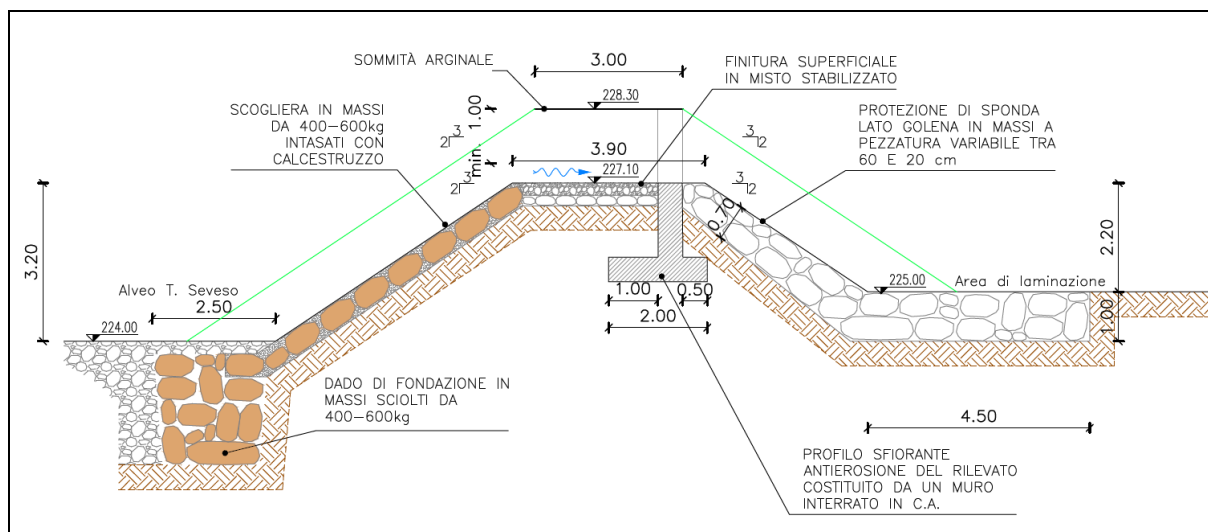 SOMMITÀ ARGINALE
3.00
FINITURA SUPERFICIALE
IN MISTO STABILIZZATO
228.30
SCOGLIERA IN MASSI
DA 400-600kg
INTASATI CON
CALCESTRUZZO
min. 1.00
3
2
3
2
3.90
227.10
3
2
3
2
PROTEZIONE DI SPONDA
LATO GOLENA IN MASSI A
PEZZATURA VARIABILE TRA
60 E 20 cm
0.70
3.20
2.20
Alveo T. Seveso
2.50
224.00
225.00
Area di laminazione
1.00
0.50
2.00
1.00
DADO DI FONDAZIONE IN
MASSI SCIOLTI DA
400-600kg
4.50
PROFILO SFIORANTE
ANTIEROSIONE DEL RILEVATO
COSTITUITO DA UN MURO
INTERRATO IN C.A.